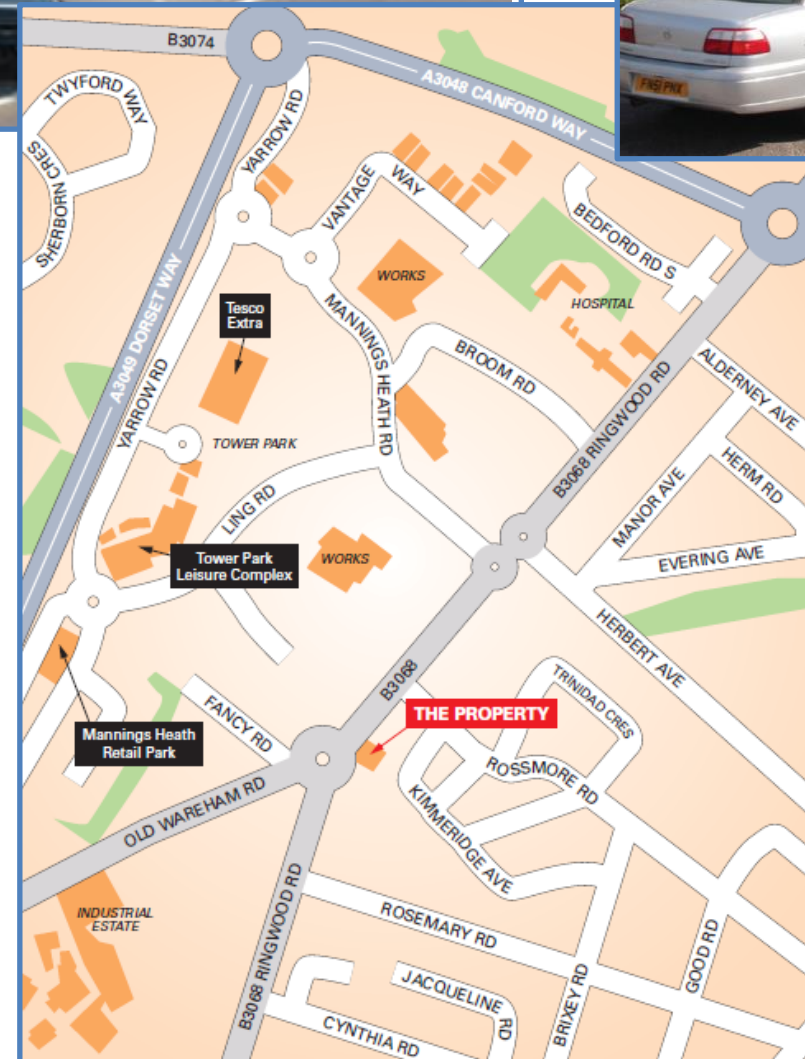 B3074
A3048 CANFORD WAY
FN51 PNX
TWYFORD WAY
SHERBORN CRES
YARROW RD
VANTAGE WAY
BEDFORD RD S
WORKS
HOSPITAL
A3049 DORSET WAY
Tesco
Extra
MANNINGS HEATH RD
BROOM RD
ALDERNEY AVE
YARROW RD
TOWER PARK
B3068 RINGWOOD RD
HERM RD
MANOR AVE
LING RD
Tower Park
Leisure Complex
WORKS
EVERING AVE
HERBERT AVE
B3068
TRINIDAD CRES
THE PROPERTY
FANCY RD
Mannings Heath
Retail Park
ROSSMORE RD
OLD WAREHAM RD
KIMMERIDGE AVE
INDUSTRIAL
ESTATE
B3068 RINGWOOD RD
ROSEMARY RD
GOOD RD
JACQUELINE RD
BRIXEY RD
CYNTHIA RD